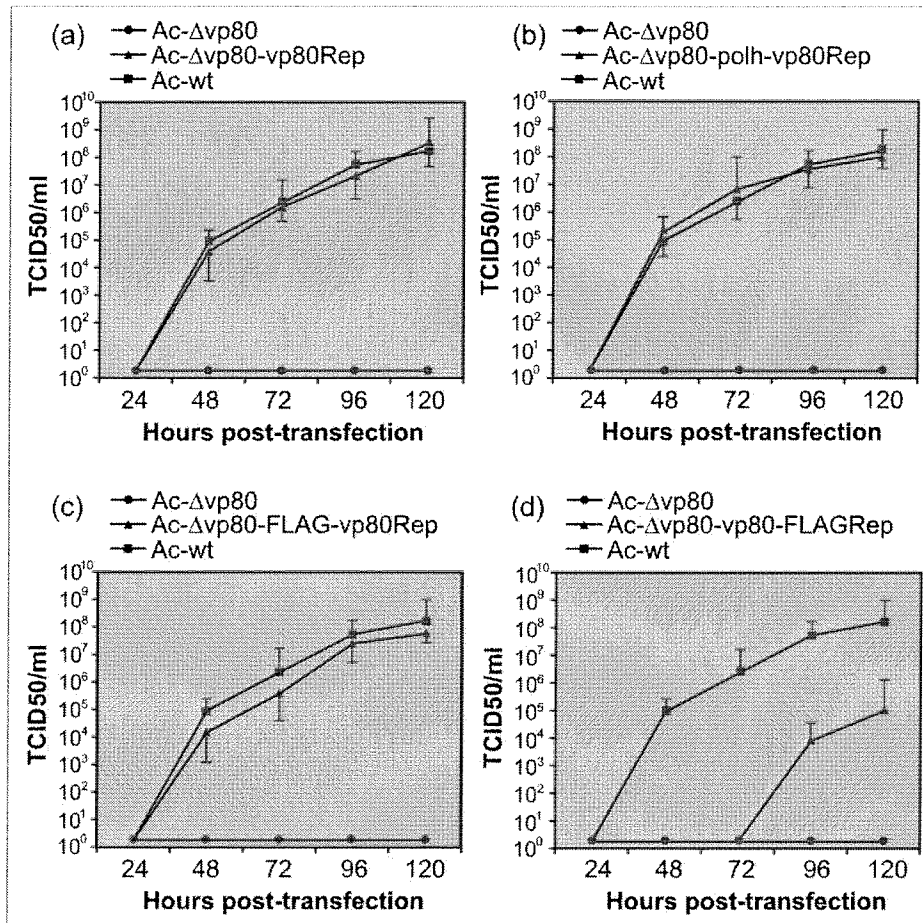 (a)
Ac-Δvp80
Ac-Δvp80-vp80Rep
Ac-wt
TCID50/ml
10¹⁰
10⁹
10⁸
10⁷
10⁶
10⁵
10⁴
10³
10²
10¹
10⁰
24 48 72 96 120
Hours post-transfection
(b)
Ac-Δvp80
Ac-Δvp80-polh-vp80Rep
Ac-wt
TCID50/ml
10¹⁰
10⁹
10⁸
10⁷
10⁶
10⁵
10⁴
10³
10²
10¹
10⁰
24 48 72 96 120
Hours post-transfection
(c)
Ac-Δvp80
Ac-Δvp80-FLAG-vp80Rep
Ac-wt
TCID50/ml
10¹⁰
10⁹
10⁸
10⁷
10⁶
10⁵
10⁴
10³
10²
10¹
10⁰
24 48 72 96 120
Hours post-transfection
(d)
Ac-Δvp80
Ac-Δvp80-vp80-FLAGRep
Ac-wt
TCID50/ml
10¹⁰
10⁹
10⁸
10⁷
10⁶
10⁵
10⁴
10³
10²
10¹
10⁰
24 48 72 96 120
Hours post-transfection